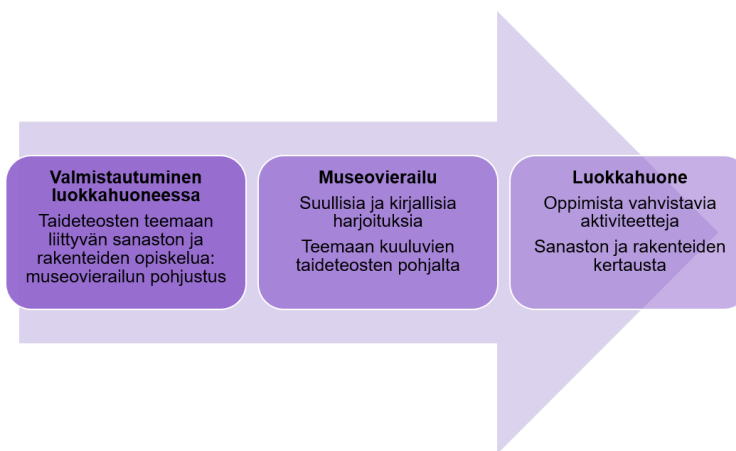 Valmistautuminen
luokkahuoneessa
Taideteosten teemaan
liittyvän sanaston ja
rakenteiden opiskelua:
museovierailun pohjustus
Museovierailu
Suullisia ja kirjallisia
harjoituksia
Teemaan kuuluvien
taideteosten pohjalta
Luokkahuone
Oppimista vahvistavia
aktiviteetteja
Sanaston ja rakenteiden
kertausta